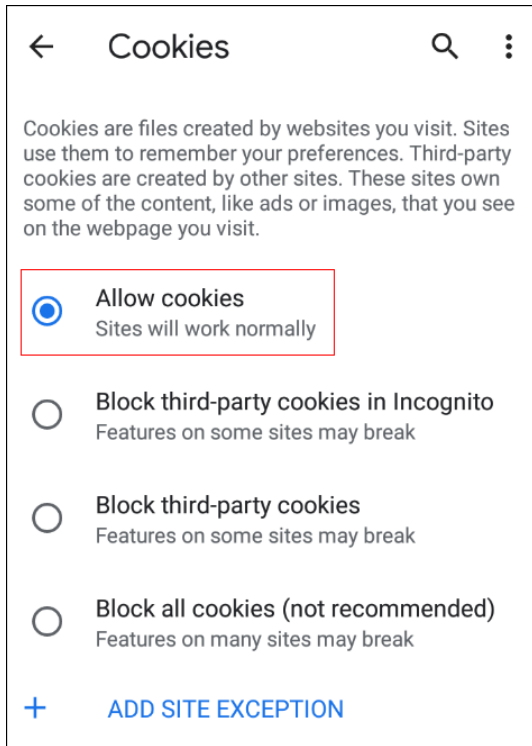 Cookies
Cookies are files created by websites you visit. Sites
use them to remember your preferences. Third-party
cookies are created by other sites. These sites own
some of the content, like ads or images, that you see
on the webpage you visit.
Allow cookies
Sites will work normally
Block third-party cookies in Incognito
Features on some sites may break
Block third-party cookies
Features on some sites may break
Block all cookies (not recommended)
Features on many sites may break
+ ADD SITE EXCEPTION